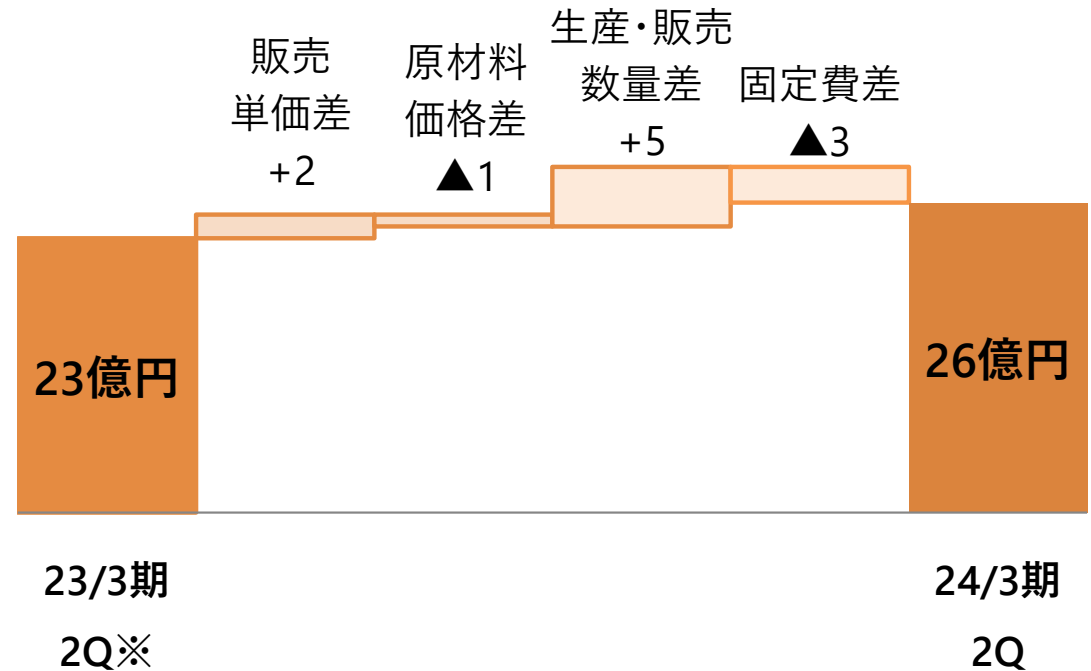 販売
単価差
+2
原材料
価格差
▲1
生産・販売
数量差
+5
固定費差
▲3
23億円
26億円
23/3期
2Q※
24/3期
2Q